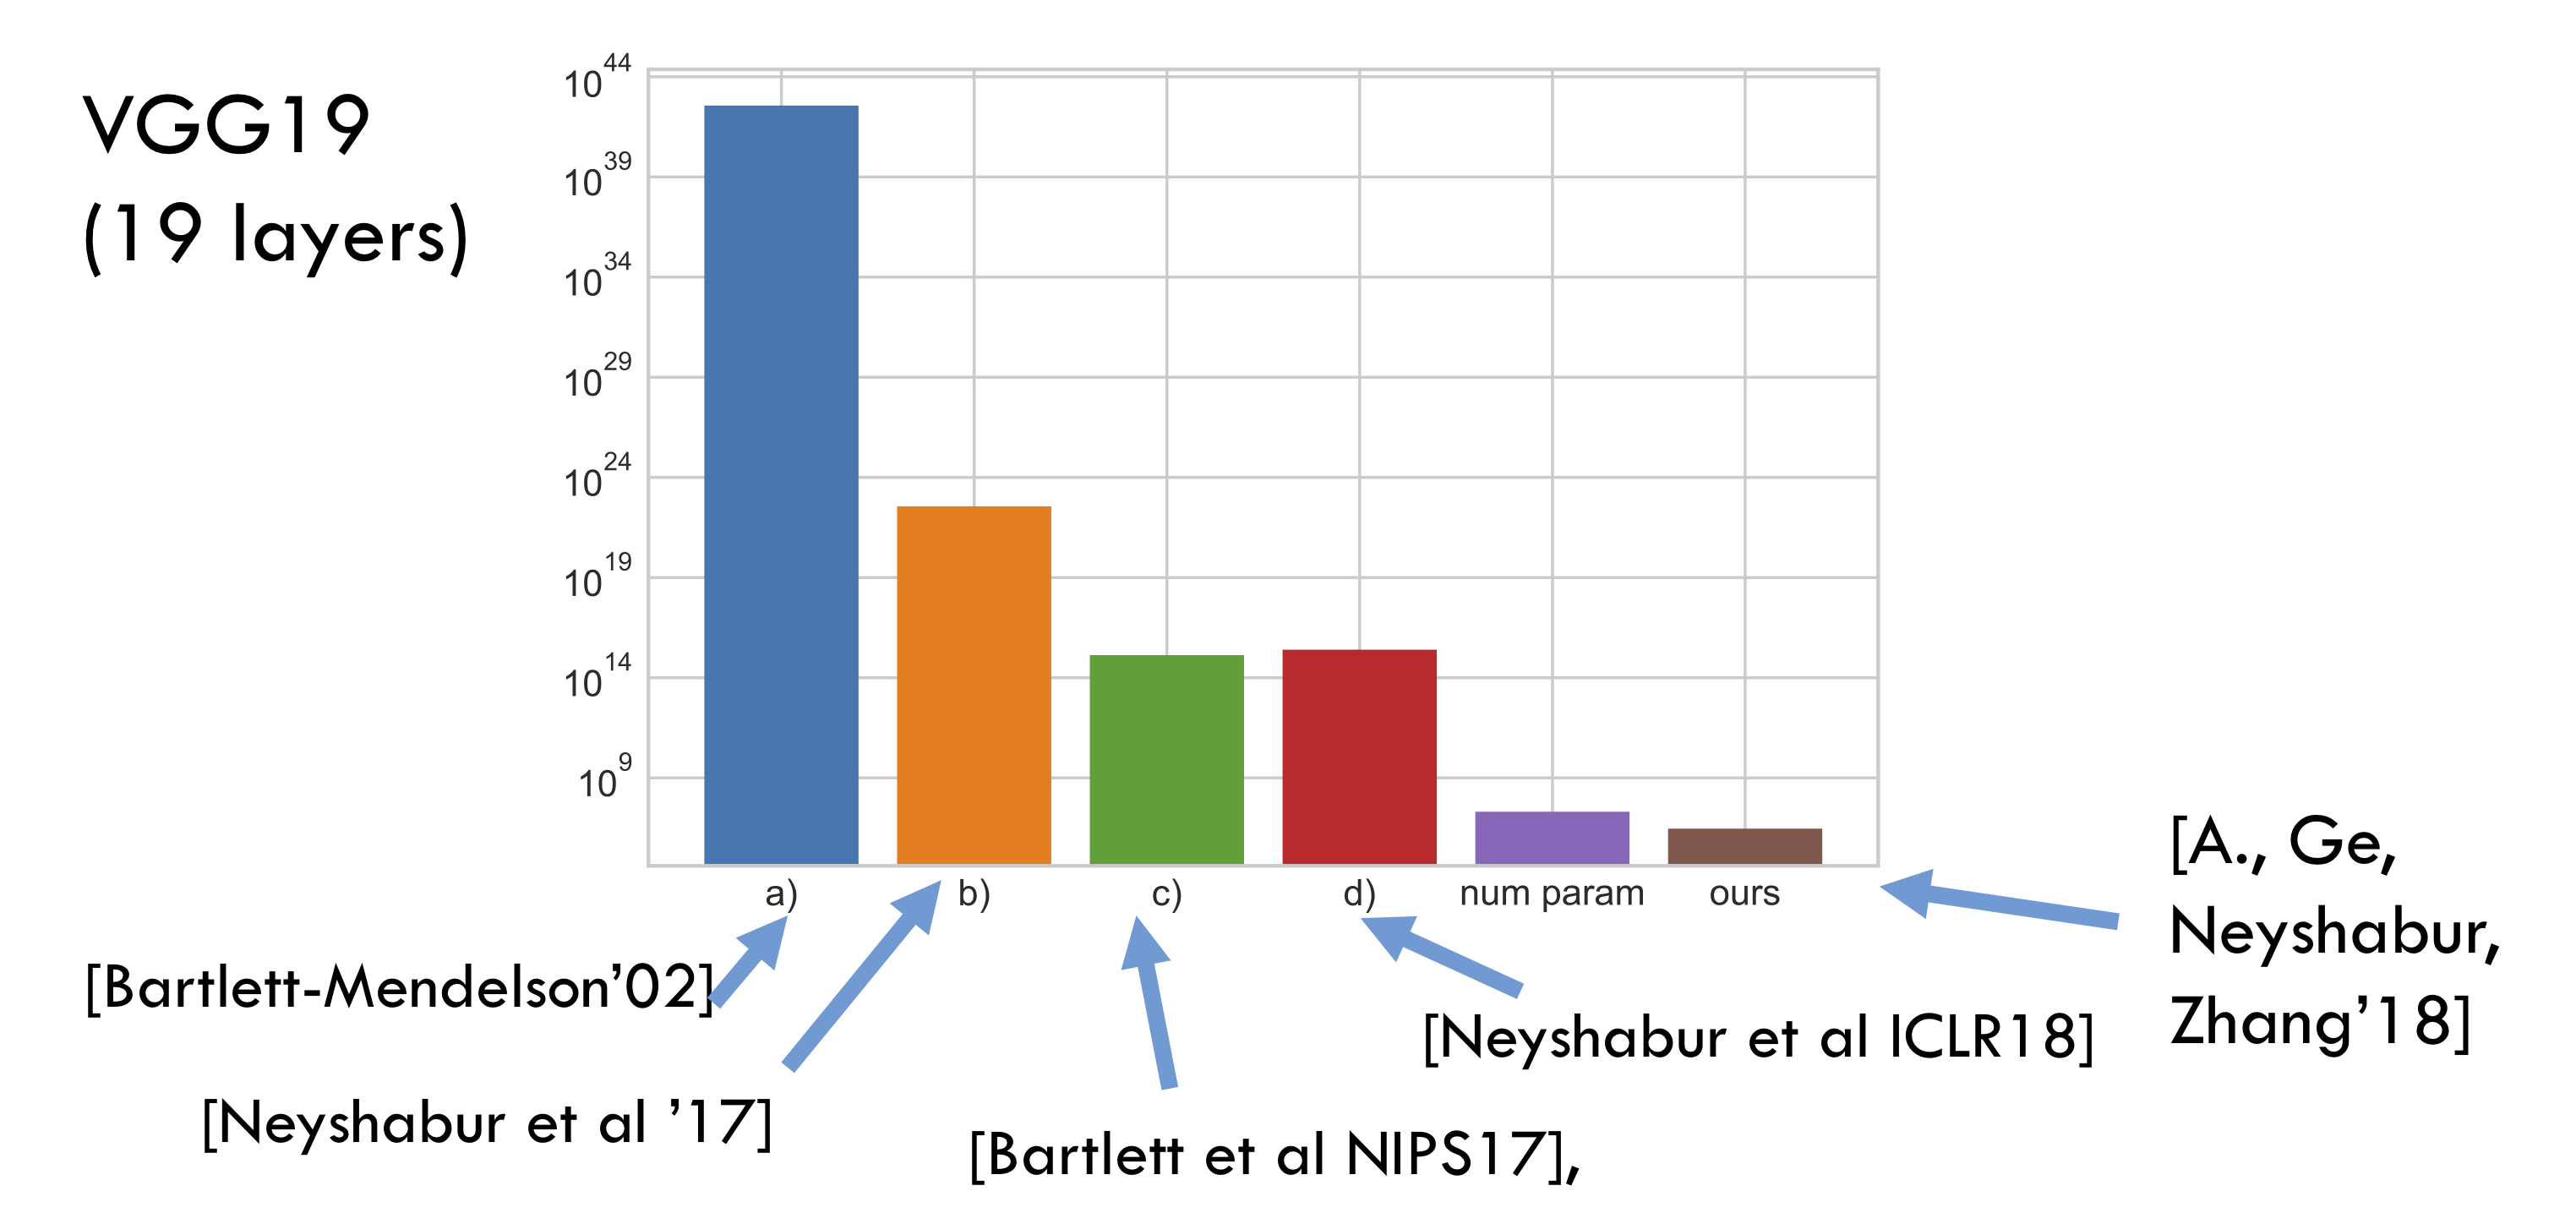 VGG19
(19 layers)
10^44
10^39
10^34
10^29
10^24
10^19
10^14
10^9
a) b) c) d) num param ours
[Bartlett-Mendelson’02]
[Neyshabur et al ’17]
[Bartlett et al NIPS17],
[Neyshabur et al ICLR18]
[A., Ge,
Neyshabur,
Zhang’18]